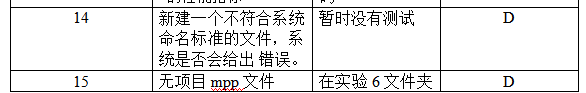 14 新建一个不符合系统 暂时没有测试 D
命名标准的文件，系
统是否会给出 错误。
15 无项目 mpp 文件 在实验 6 文件夹 D